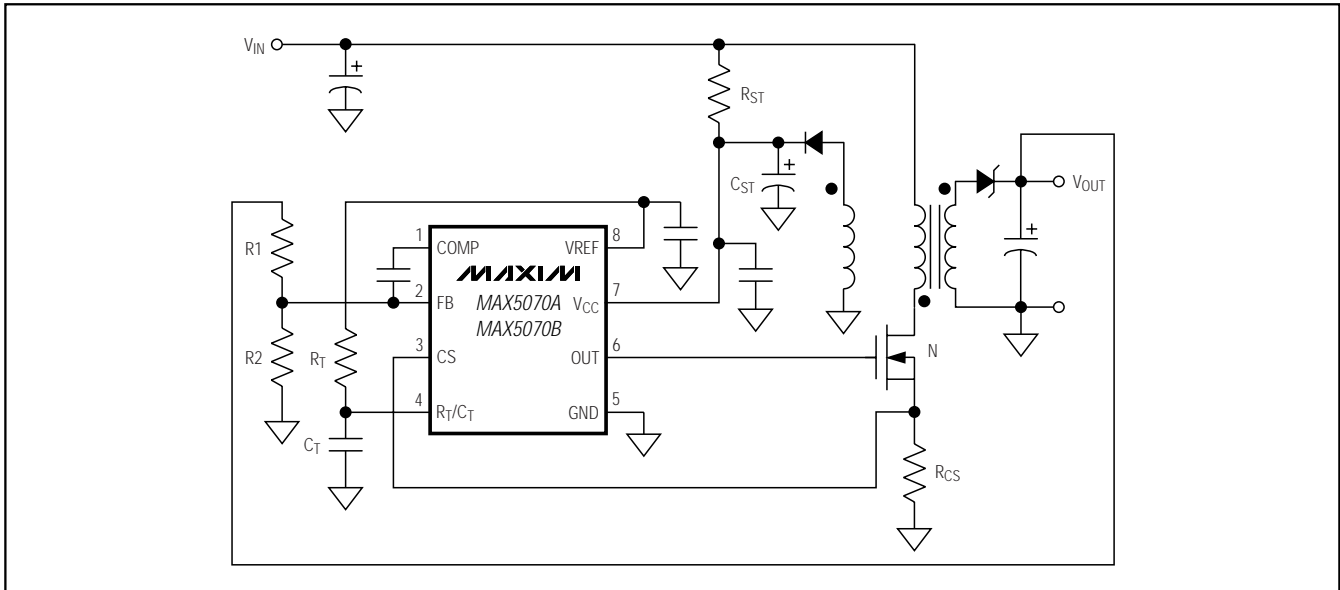 VIN
+
RST
+
CST
VOUT
+
R1
R2
RT
CT
1
COMP
VREF
8
MAXIM
2
FB
MAX5070A
MAX5070B
VCC
7
3
CS
OUT
6
4
RT/CT
GND
5
N
RCS